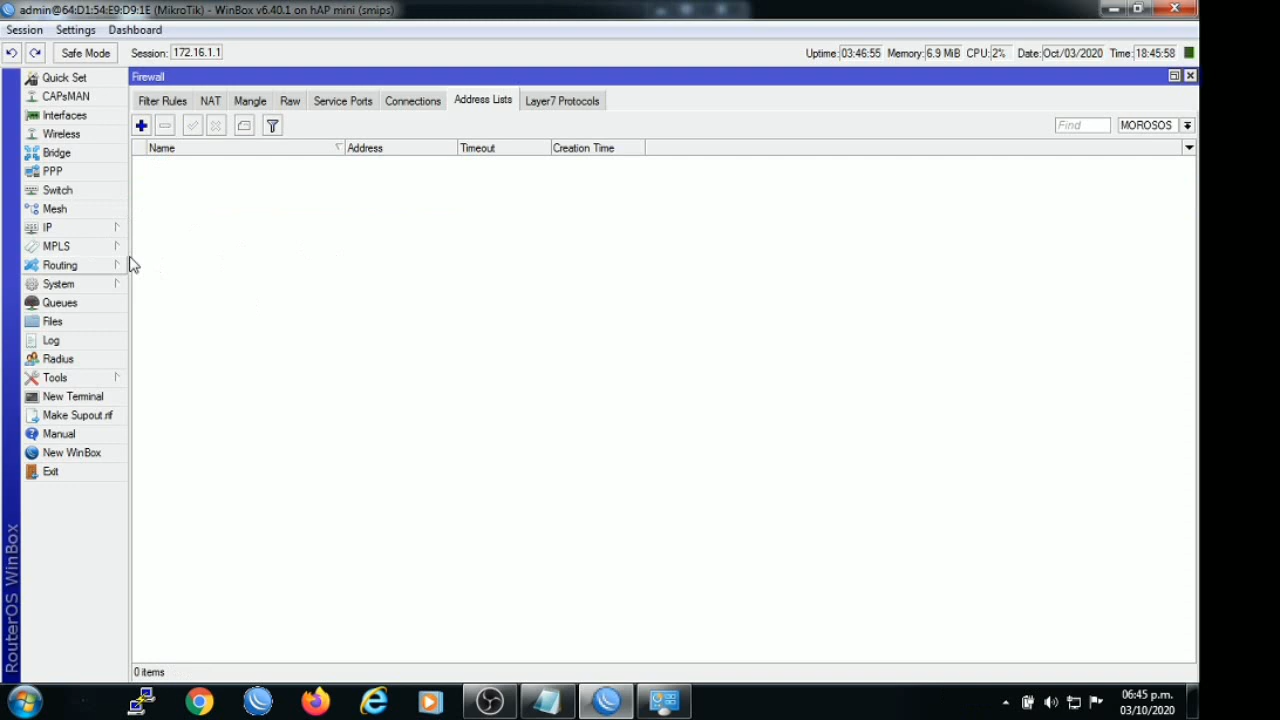 admin@64:D1:54:E9:D9:1E (MikroTik) - WinBox v6.40.1 on hAP mini (smips)
Session Settings Dashboard
Safe Mode Session: 172.16.1.1 Uptime: 03:46:55 Memory: 6.9 MiB CPU: 2% Date: Oct/03/2020 Time: 18:45:58
Quick Set
CAPsMAN
Interfaces
Wireless
Bridge
PPP
Switch
Mesh
IP
MPLS
Routing
System
Queues
Files
Log
Radius
Tools
New Terminal
Make Supout.rif
Manual
New WinBox
Exit
RouterOS WinBox
Firewall
Filter Rules NAT Mangle Raw Service Ports Connections Address Lists Layer7 Protocols
Find MOROSOS
Name Address Timeout Creation Time
0 items
06:45 p.m.
03/10/2020